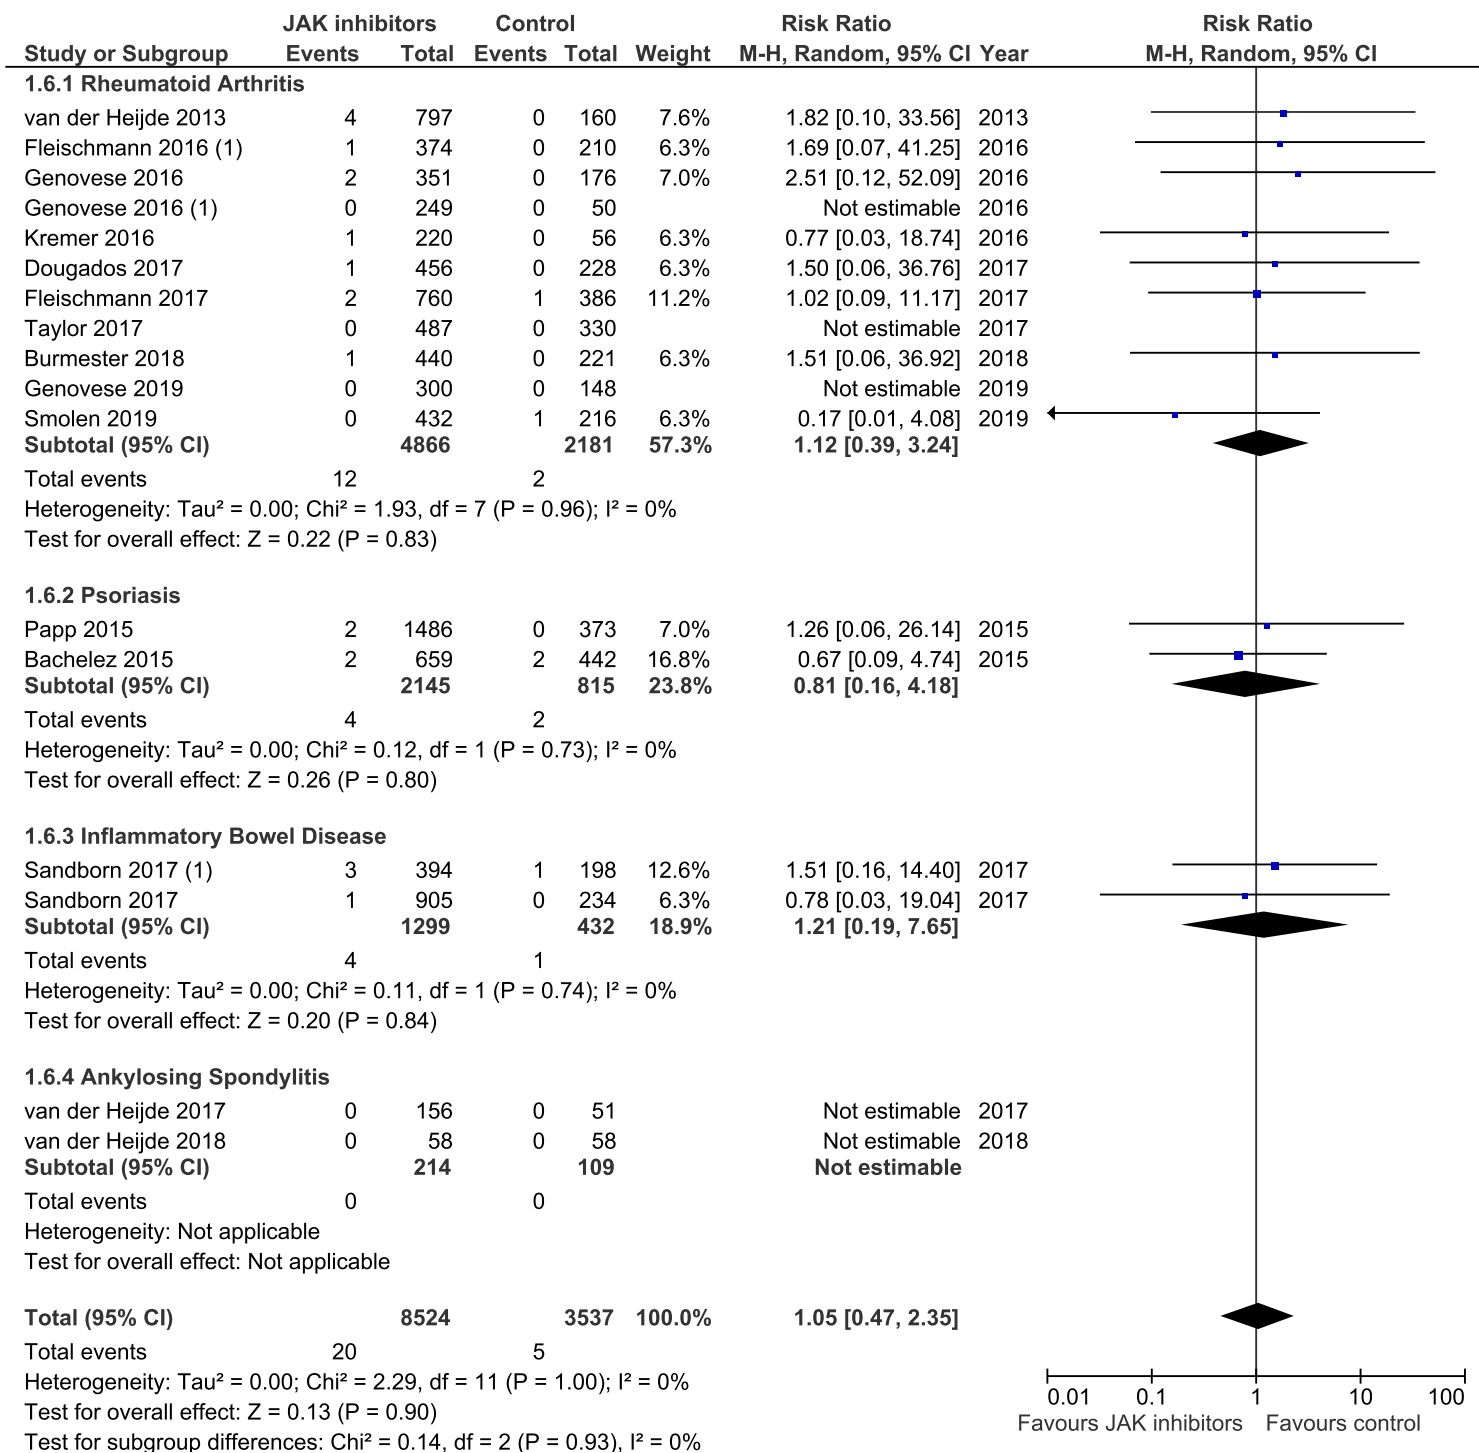 JAK inhibitors Control Risk Ratio Risk Ratio
Study or Subgroup Events Total Events Total Weight M-H, Random, 95% CI Year M-H, Random, 95% CI
1.6.1 Rheumatoid Arthritis
van der Heijde 2013 4 797 0 160 7.6% 1.82 [0.10, 33.56] 2013
Fleischmann 2016 (1) 1 374 0 210 6.3% 1.69 [0.07, 41.25] 2016
Genovese 2016 2 351 0 176 7.0% 2.51 [0.12, 52.09] 2016
Genovese 2016 (1) 0 249 0 50 Not estimable 2016
Kremer 2016 1 220 0 56 6.3% 0.77 [0.03, 18.74] 2016
Dougados 2017 1 456 0 228 6.3% 1.50 [0.06, 36.76] 2017
Fleischmann 2017 2 760 1 386 11.2% 1.02 [0.09, 11.17] 2017
Taylor 2017 0 487 0 330 Not estimable 2017
Burmester 2018 1 440 0 221 6.3% 1.51 [0.06, 36.92] 2018
Genovese 2019 0 300 0 148 Not estimable 2019
Smolen 2019 0 432 1 216 6.3% 0.17 [0.01, 4.08] 2019
Subtotal (95% CI) 4866 2181 57.3% 1.12 [0.39, 3.24]
Total events 12 2
Heterogeneity: Tau² = 0.00; Chi² = 1.93, df = 7 (P = 0.96); I² = 0%
Test for overall effect: Z = 0.22 (P = 0.83)
1.6.2 Psoriasis
Papp 2015 2 1486 0 373 7.0% 1.26 [0.06, 26.14] 2015
Bachelez 2015 2 659 2 442 16.8% 0.67 [0.09, 4.74] 2015
Subtotal (95% CI) 2145 815 23.8% 0.81 [0.16, 4.18]
Total events 4 2
Heterogeneity: Tau² = 0.00; Chi² = 0.12, df = 1 (P = 0.73); I² = 0%
Test for overall effect: Z = 0.26 (P = 0.80)
1.6.3 Inflammatory Bowel Disease
Sandborn 2017 (1) 3 394 1 198 12.6% 1.51 [0.16, 14.40] 2017
Sandborn 2017 1 905 0 234 6.3% 0.78 [0.03, 19.04] 2017
Subtotal (95% CI) 1299 432 18.9% 1.21 [0.19, 7.65]
Total events 4 1
Heterogeneity: Tau² = 0.00; Chi² = 0.11, df = 1 (P = 0.74); I² = 0%
Test for overall effect: Z = 0.20 (P = 0.84)
1.6.4 Ankylosing Spondylitis
van der Heijde 2017 0 156 0 51 Not estimable 2017
van der Heijde 2018 0 58 0 58 Not estimable 2018
Subtotal (95% CI) 214 109 Not estimable
Total events 0 0
Heterogeneity: Not applicable
Test for overall effect: Not applicable
Total (95% CI) 8524 3537 100.0% 1.05 [0.47, 2.35]
Total events 20 5
Heterogeneity: Tau² = 0.00; Chi² = 2.29, df = 11 (P = 1.00); I² = 0%
Test for overall effect: Z = 0.13 (P = 0.90)
Test for subgroup differences: Chi² = 0.14, df = 2 (P = 0.93), I² = 0%
0.01 0.1 1 10 100
Favours JAK inhibitors Favours control